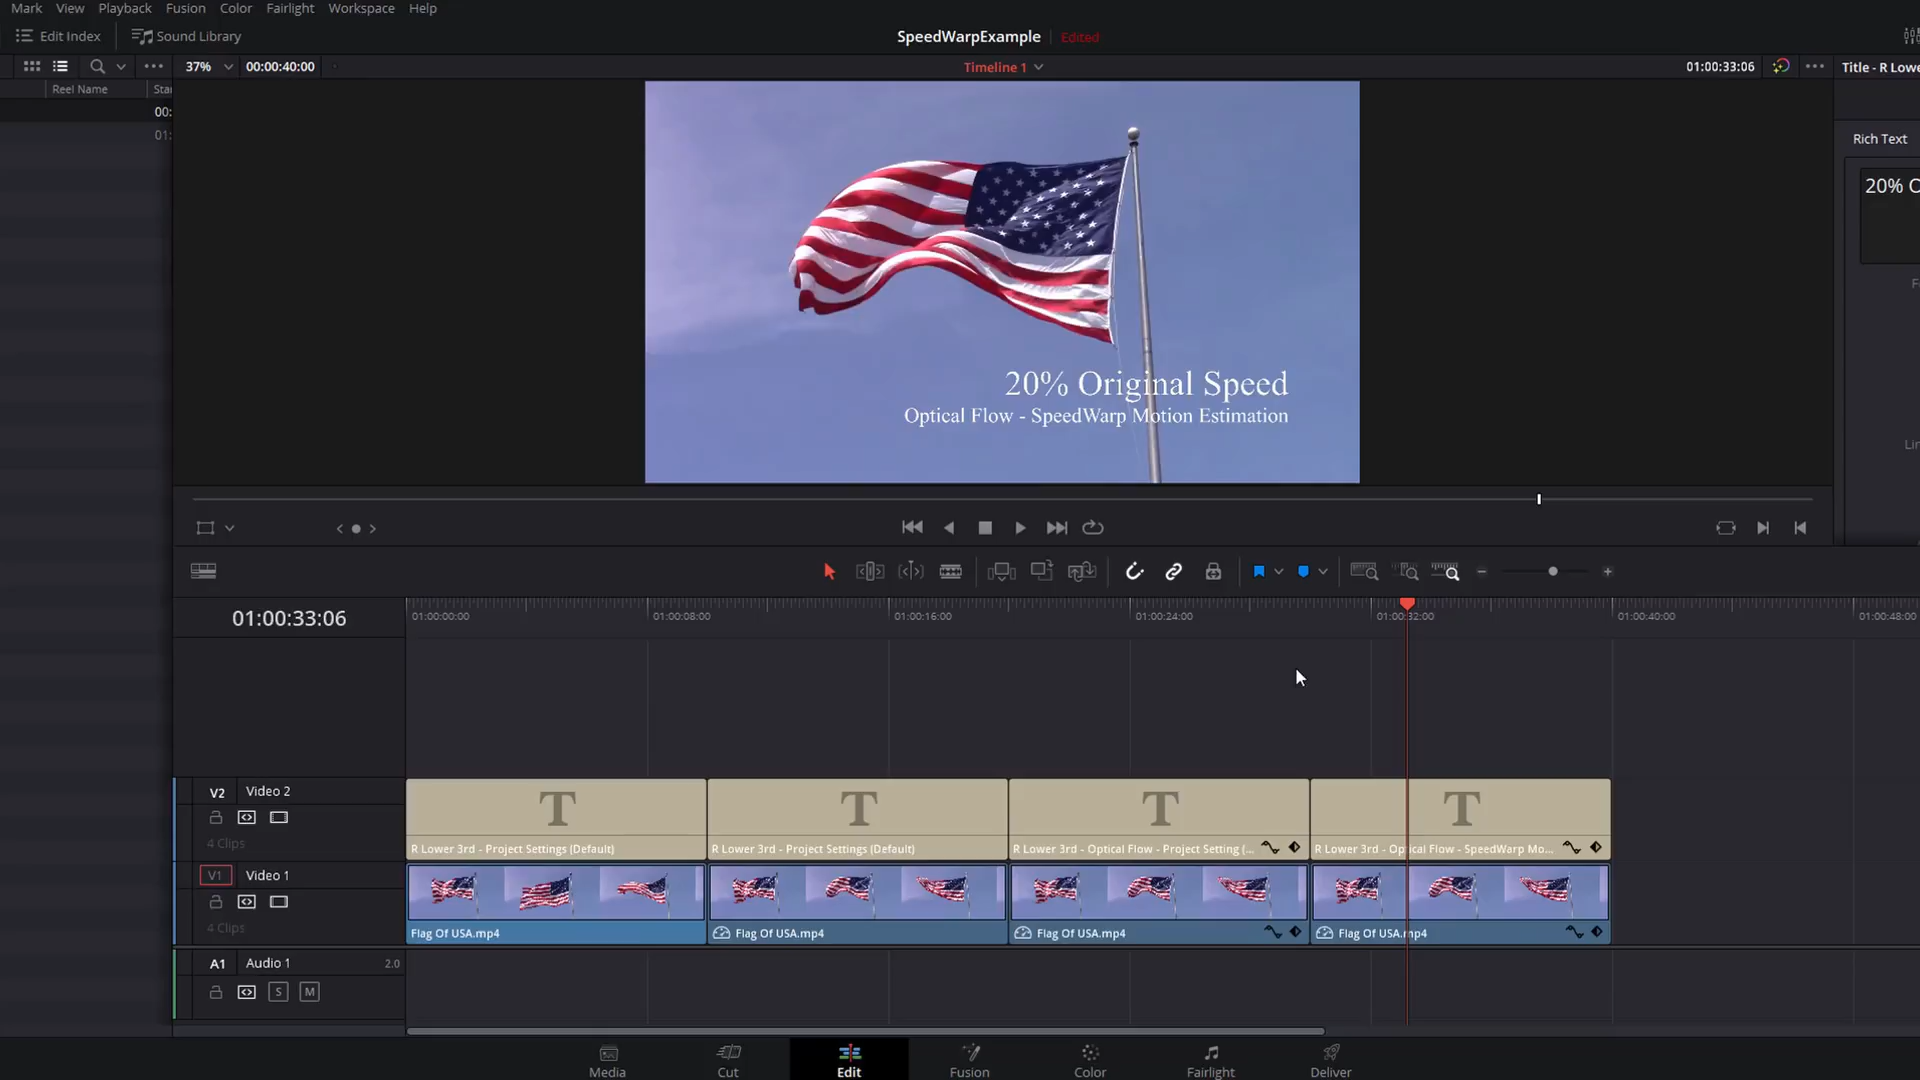 Mark View Playback Fusion Color Fairlight Workspace Help
Edit Index Sound Library SpeedWarpExample Edited
37% 00:00:40:00 Timeline 1 01:00:33:06 Title - R Lowe
Reel Name Sta
00:
01:
Rich Text
20% O
20% Original Speed
Optical Flow - SpeedWarp Motion Estimation
01:00:33:06
01:00:00:00 01:00:08:00 01:00:16:00 01:00:24:00 01:00:32:00 01:00:40:00 01:00:48:00
V2 Video 2
4 Clips
T T T T
R Lower 3rd - Project Settings (Default) R Lower 3rd - Project Settings (Default) R Lower 3rd - Optical Flow - Project Setting (... R Lower 3rd - Optical Flow - SpeedWarp Mo...
V1 Video 1
4 Clips
Flag Of USA.mp4 Flag Of USA.mp4 Flag Of USA.mp4 Flag Of USA.mp4
A1 Audio 1 2.0
S M
Media Cut Edit Fusion Color Fairlight Deliver